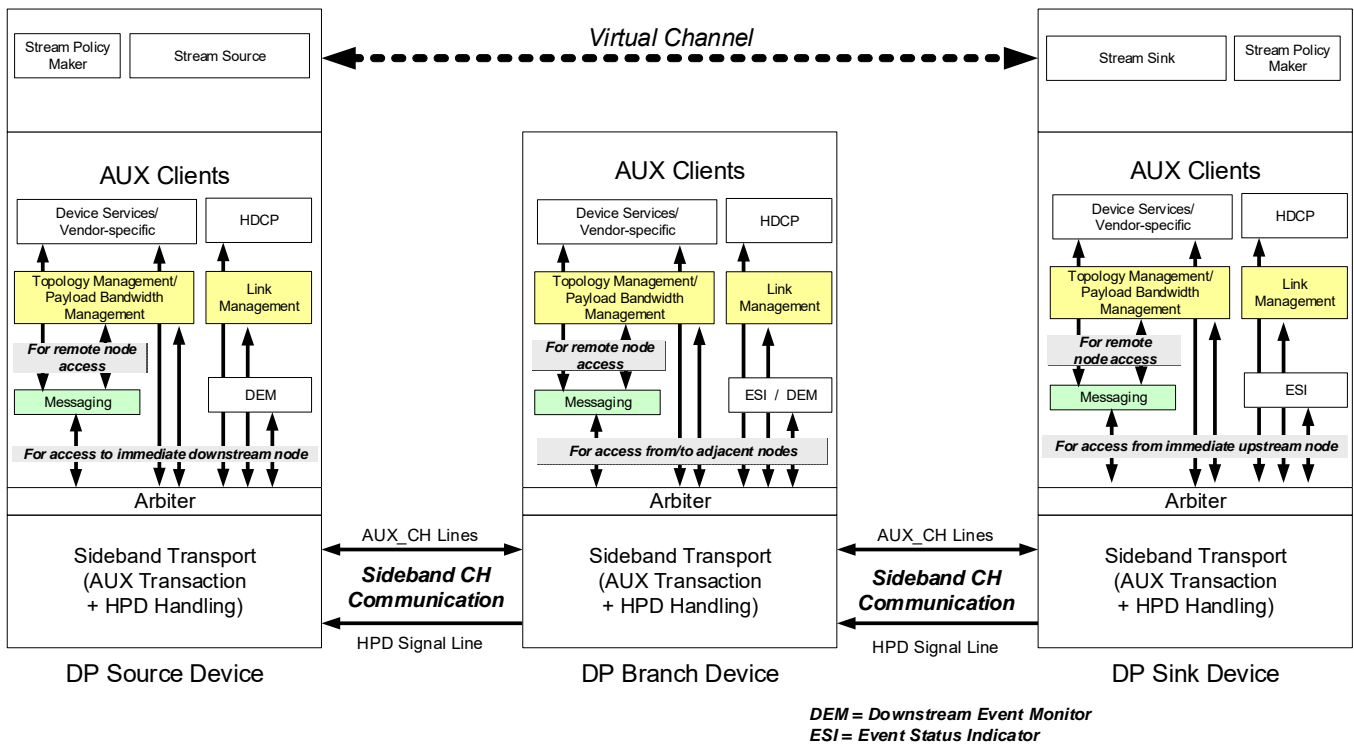 Virtual Channel
Stream Policy
Maker
Stream Source
Stream Sink
Stream Policy
Maker
AUX Clients
Device Services/
Vendor-specific
HDCP
Topology Management/
Payload Bandwidth
Management
Link
Management
For remote node
access
Messaging
DEM
For access to immediate downstream node
Arbiter
Sideband Transport
(AUX Transaction
+ HPD Handling)
DP Source Device
AUX_CH Lines
Sideband CH
Communication
HPD Signal Line
AUX Clients
Device Services/
Vendor-specific
HDCP
Topology Management/
Payload Bandwidth
Management
Link
Management
For remote node
access
Messaging
ESI / DEM
For access from/to adjacent nodes
Arbiter
Sideband Transport
(AUX Transaction
+ HPD Handling)
DP Branch Device
AUX_CH Lines
Sideband CH
Communication
HPD Signal Line
AUX Clients
Device Services/
Vendor-specific
HDCP
Topology Management/
Payload Bandwidth
Management
Link
Management
For remote
node access
Messaging
ESI
For access from immediate upstream node
Arbiter
Sideband Transport
(AUX Transaction
+ HPD Handling)
DP Sink Device
DEM = Downstream Event Monitor
ESI = Event Status Indicator